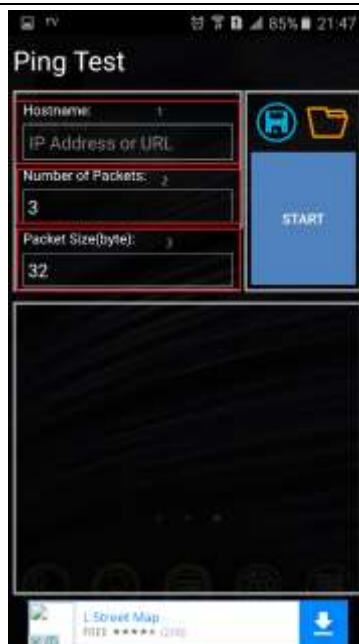 TV 85% 21:47
Ping Test
Hostname: 1
IP Address or URL
Number of Packets: 2
3
Packet Size(byte): 3
32
START
L Street Map
FREE ★★★★★